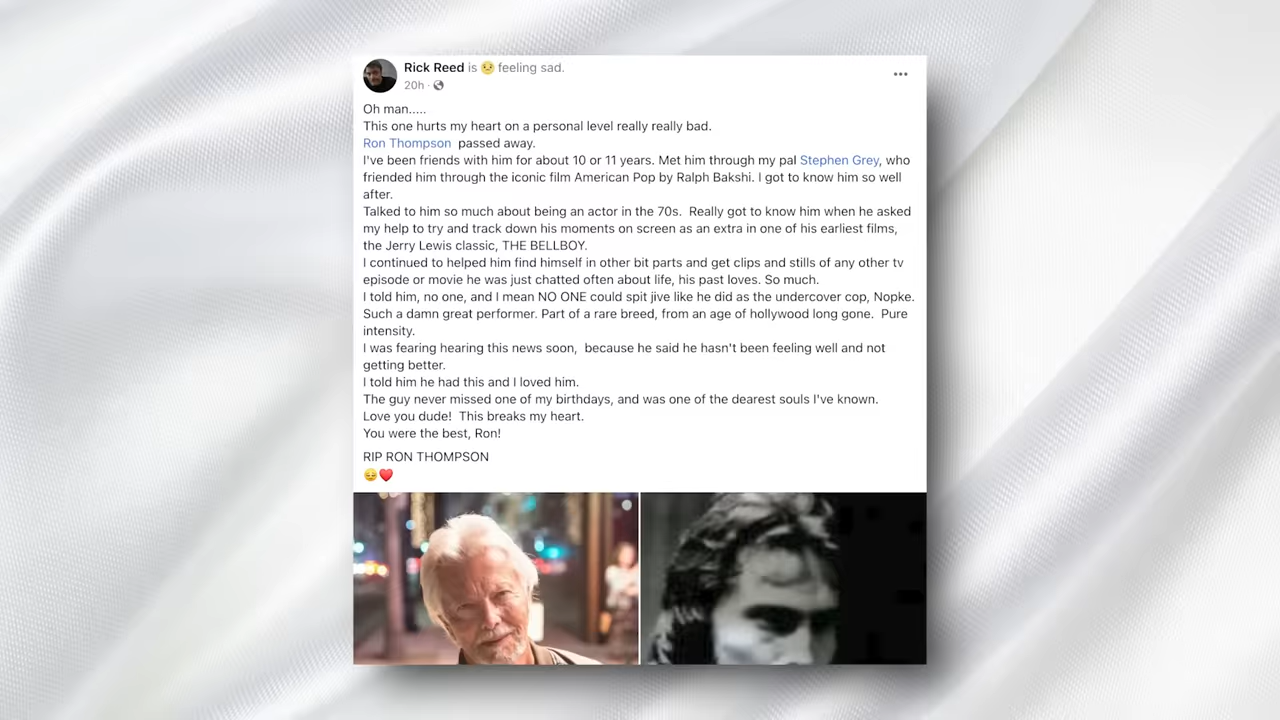 Rick Reed is 😟 feeling sad.
20h ·
Oh man.....
This one hurts my heart on a personal level really really bad.
Ron Thompson passed away.
I've been friends with him for about 10 or 11 years. Met him through my pal Stephen Grey, who
friended him through the iconic film American Pop by Ralph Bakshi. I got to know him so well
after.
Talked to him so much about being an actor in the 70s. Really got to know him when he asked
my help to try and track down his moments on screen as an extra in one of his earliest films,
the Jerry Lewis classic, THE BELLBOY.
I continued to helped him find himself in other bit parts and get clips and stills of any other tv
episode or movie he was just chatted often about life, his past loves. So much.
I told him, no one, and I mean NO ONE could spit jive like he did as the undercover cop, Nopke.
Such a damn great performer. Part of a rare breed, from an age of hollywood long gone. Pure
intensity.
I was fearing hearing this news soon, because he said he hasn't been feeling well and not
getting better.
I told him he had this and I loved him.
The guy never missed one of my birthdays, and was one of the dearest souls I've known.
Love you dude! This breaks my heart.
You were the best, Ron!
RIP RON THOMPSON
😔❤️